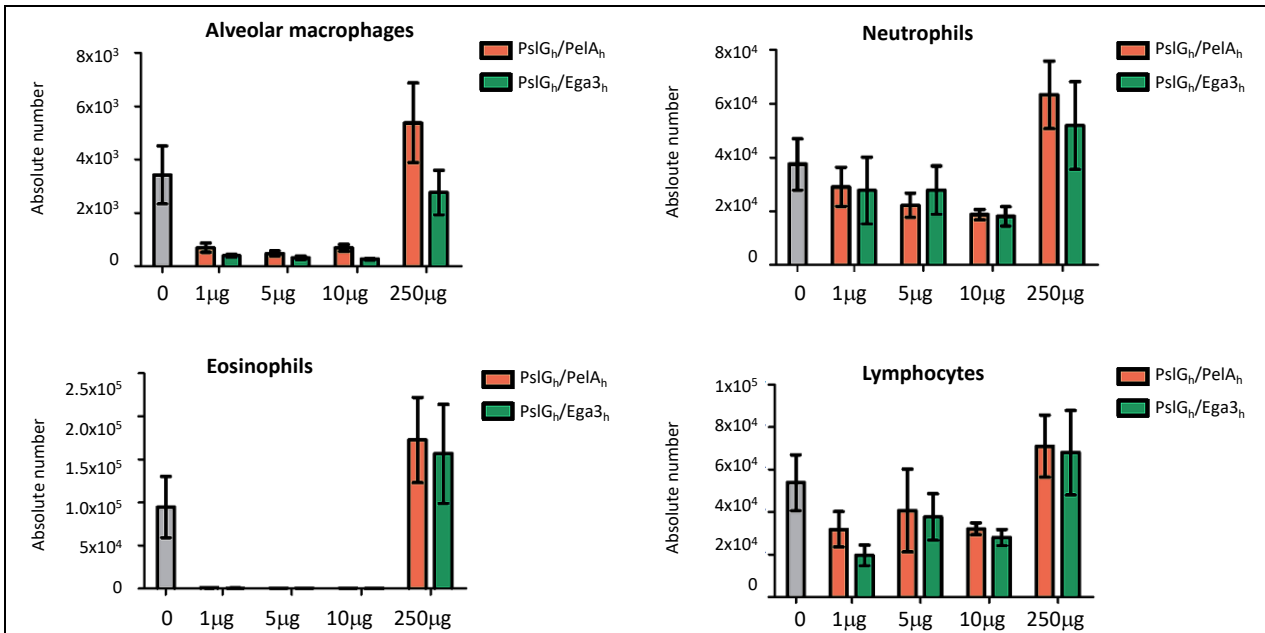 Alveolar macrophages
PslGₕ/PelAₕ
PslGₕ/Ega3ₕ
Absolute number
8x10³
6x10³
4x10³
2x10³
0
0 1µg 5µg 10µg 250µg
Neutrophils
PslGₕ/PelAₕ
PslGₕ/Ega3ₕ
Absloute number
8x10⁴
6x10⁴
4x10⁴
2x10⁴
0
0 1µg 5µg 10µg 250µg
Eosinophils
PslGₕ/PelAₕ
PslGₕ/Ega3ₕ
Absolute number
2.5x10⁵
2.0x10⁵
1.5x10⁵
1.0x10⁵
5x10⁴
0
0 1µg 5µg 10µg 250µg
Lymphocytes
PslGₕ/PelAₕ
PslGₕ/Ega3ₕ
Absolute number
1x10⁵
8x10⁴
6x10⁴
4x10⁴
2x10⁴
0
0 1µg 5µg 10µg 250µg